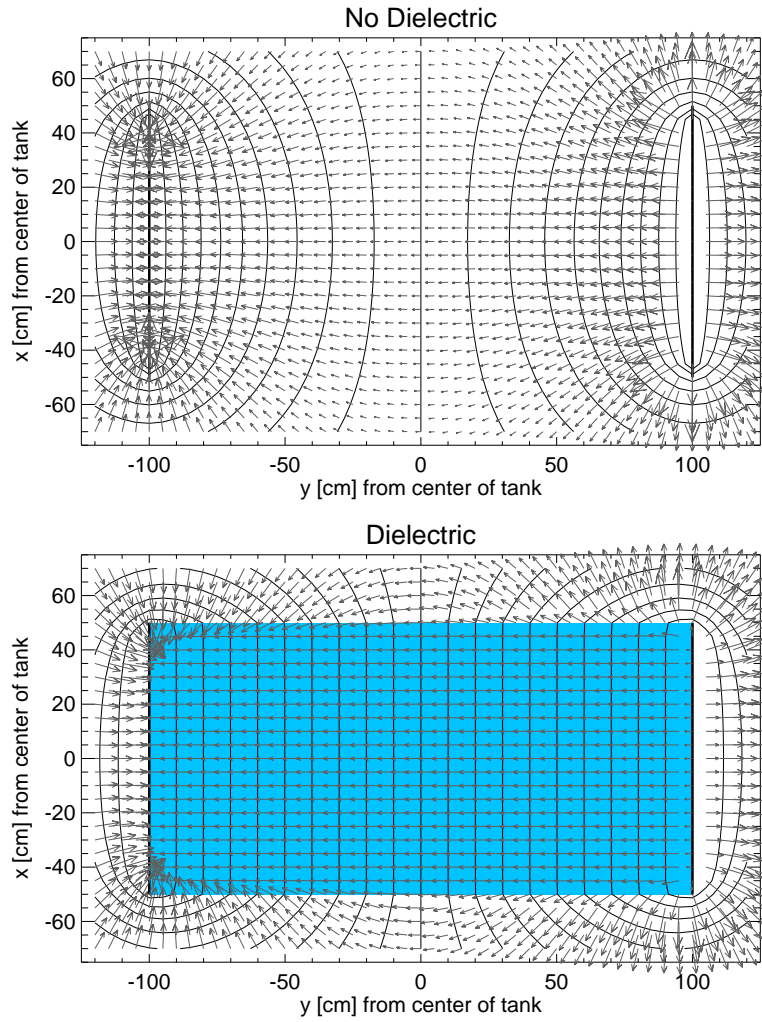 No Dielectric
60
40
20
0
-20
-40
-60
x [cm] from center of tank
-100 -50 0 50 100
y [cm] from center of tank
Dielectric
60
40
20
0
-20
-40
-60
x [cm] from center of tank
-100 -50 0 50 100
y [cm] from center of tank